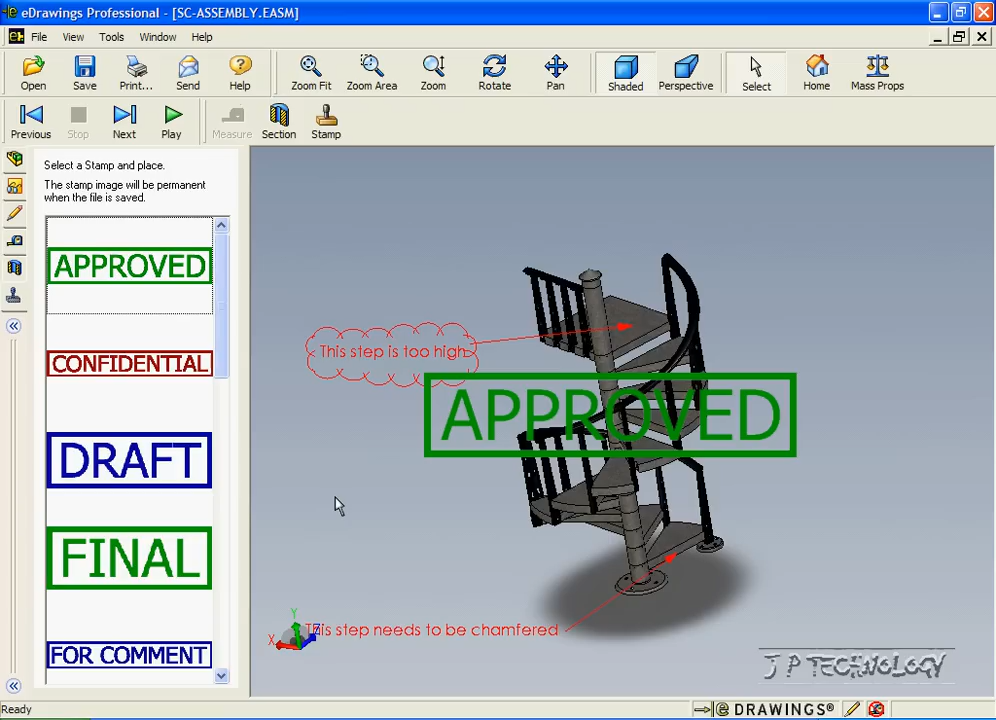 eDrawings Professional - [SC-ASSEMBLY.EASM]
File View Tools Window Help
Open Save Print... Send Help Zoom Fit Zoom Area Zoom Rotate Pan Shaded Perspective Select Home Mass Props
Previous Stop Next Play Measure Section Stamp
Select a Stamp and place.
The stamp image will be permanent
when the file is saved.
APPROVED
CONFIDENTIAL
DRAFT
FINAL
FOR COMMENT
This step is too high
APPROVED
This step needs to be chamfered
Y
X
Z
J P TECHNOLOGY
Ready
e DRAWINGS®